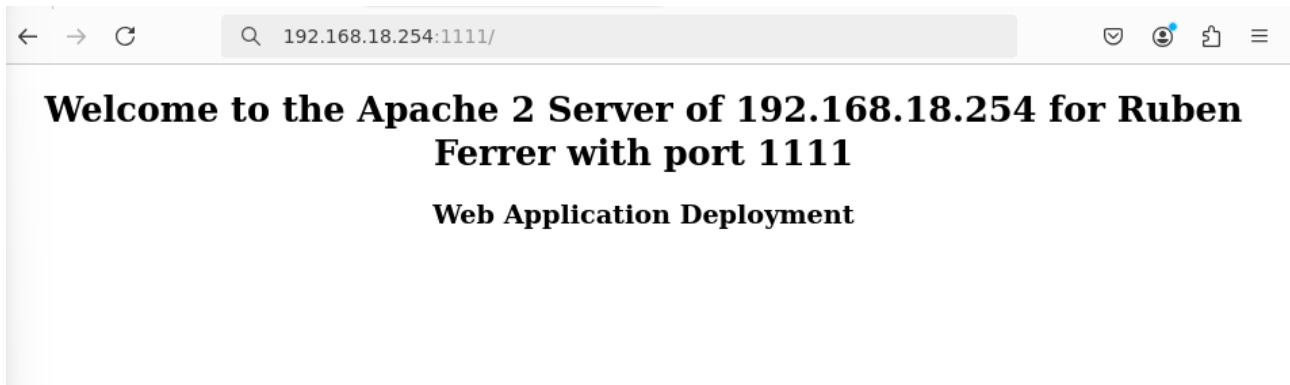 192.168.18.254:1111/
Welcome to the Apache 2 Server of 192.168.18.254 for Ruben
Ferrer with port 1111
Web Application Deployment